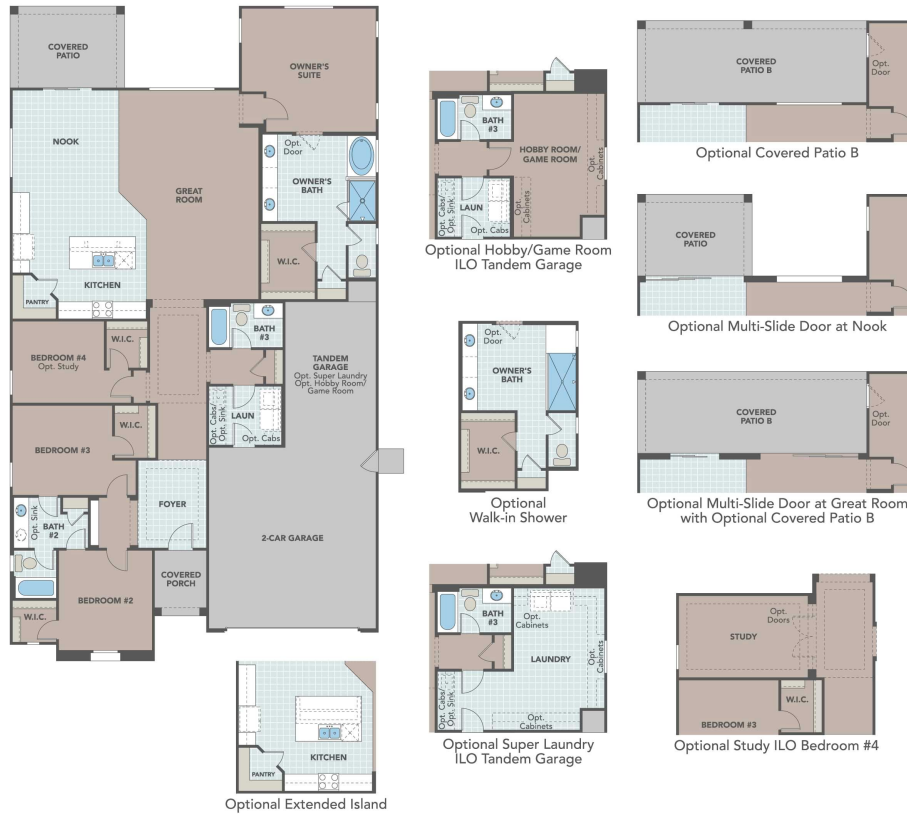 COVERED
PATIO
OWNER'S
SUITE
NOOK
Opt.
Door
OWNER'S
BATH
GREAT
ROOM
W.I.C.
KITCHEN
PANTRY
BATH
#3
W.I.C.
BEDROOM #4
Opt. Study
TANDEM
GARAGE
Opt. Super Laundry
Opt. Hobby Room/
Game Room
LAUN
Opt. Cabs/
Opt. Sink
Opt. Cabs
W.I.C.
BEDROOM #3
FOYER
Opt. Sink
BATH
#2
2-CAR GARAGE
COVERED
PORCH
BEDROOM #2
W.I.C.
KITCHEN
PANTRY
Optional Extended Island
BATH
#3
HOBBY ROOM/
GAME ROOM
Opt. Cabinets
Opt. Cabinets
LAUN
Opt. Cabs/
Opt. Sink
Opt. Cabs
Optional Hobby/Game Room
ILO Tandem Garage
Opt.
Door
OWNER'S
BATH
W.I.C.
Optional
Walk-in Shower
BATH
#3
Opt.
Cabinets
LAUNDRY
Opt.
Cabinets
Opt. Cabs/
Opt. Sink
Opt.
Cabinets
Optional Super Laundry
ILO Tandem Garage
COVERED
PATIO B
Opt.
Door
Optional Covered Patio B
COVERED
PATIO
Optional Multi-Slide Door at Nook
COVERED
PATIO B
Opt.
Door
Optional Multi-Slide Door at Great Room
with Optional Covered Patio B
Opt.
Doors
STUDY
W.I.C.
BEDROOM #3
Optional Study ILO Bedroom #4